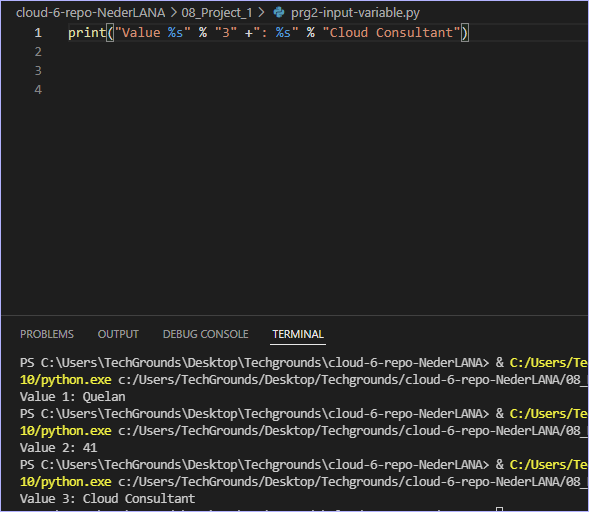 cloud-6-repo-NederLANA > 08_Project_1 > prg2-input-variable.py
1 print("Value %s" % "3" +": %s" % "Cloud Consultant")
2
3
4
PROBLEMS OUTPUT DEBUG CONSOLE TERMINAL
PS C:\Users\TechGrounds\Desktop\Techgrounds\cloud-6-repo-NederLANA> & C:/Users/Te
10/python.exe c:/Users/TechGrounds/Desktop/Techgrounds/cloud-6-repo-NederLANA/08_
Value 1: Quelan
PS C:\Users\TechGrounds\Desktop\Techgrounds\cloud-6-repo-NederLANA> & C:/Users/Te
10/python.exe c:/Users/TechGrounds/Desktop/Techgrounds/cloud-6-repo-NederLANA/08_
Value 2: 41
PS C:\Users\TechGrounds\Desktop\Techgrounds\cloud-6-repo-NederLANA> & C:/Users/Te
10/python.exe c:/Users/TechGrounds/Desktop/Techgrounds/cloud-6-repo-NederLANA/08_
Value 3: Cloud Consultant